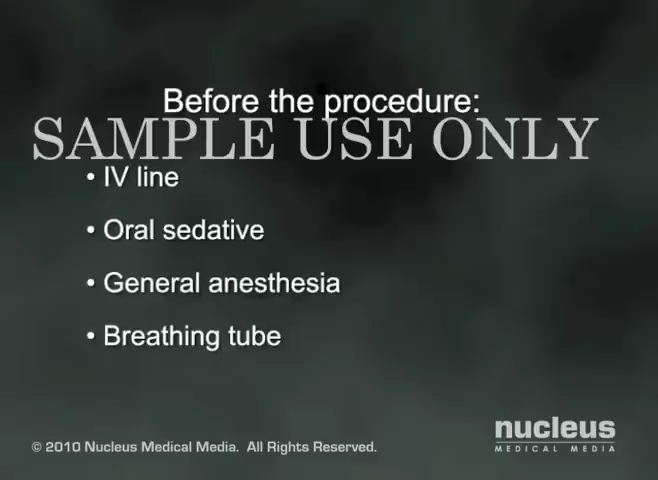 Before the procedure:
SAMPLE USE ONLY
• IV line
• Oral sedative
• General anesthesia
• Breathing tube
© 2010 Nucleus Medical Media. All Rights Reserved.
nucleus
MEDICAL MEDIA